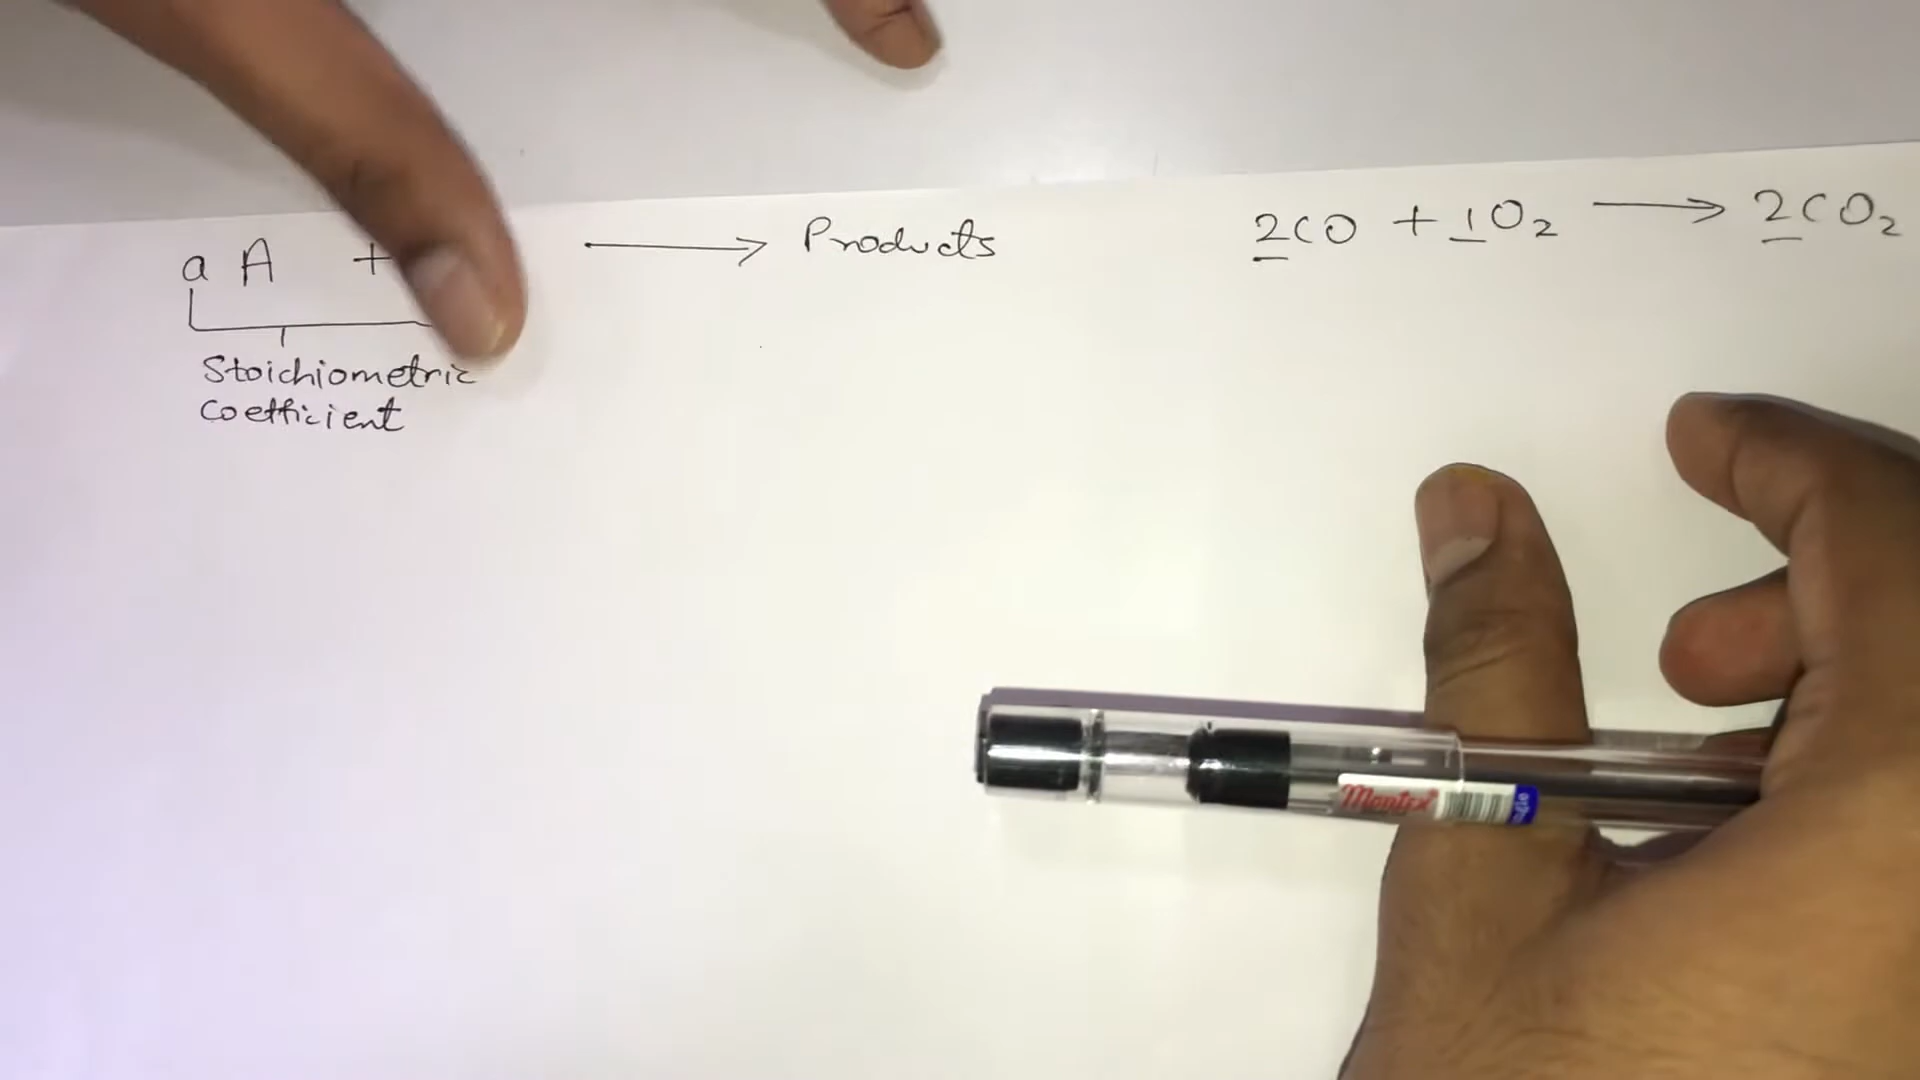 a A + ⟶ Products
Stoichiometric
Coefficient
2CO + 1O₂ ⟶ 2CO₂
Montex